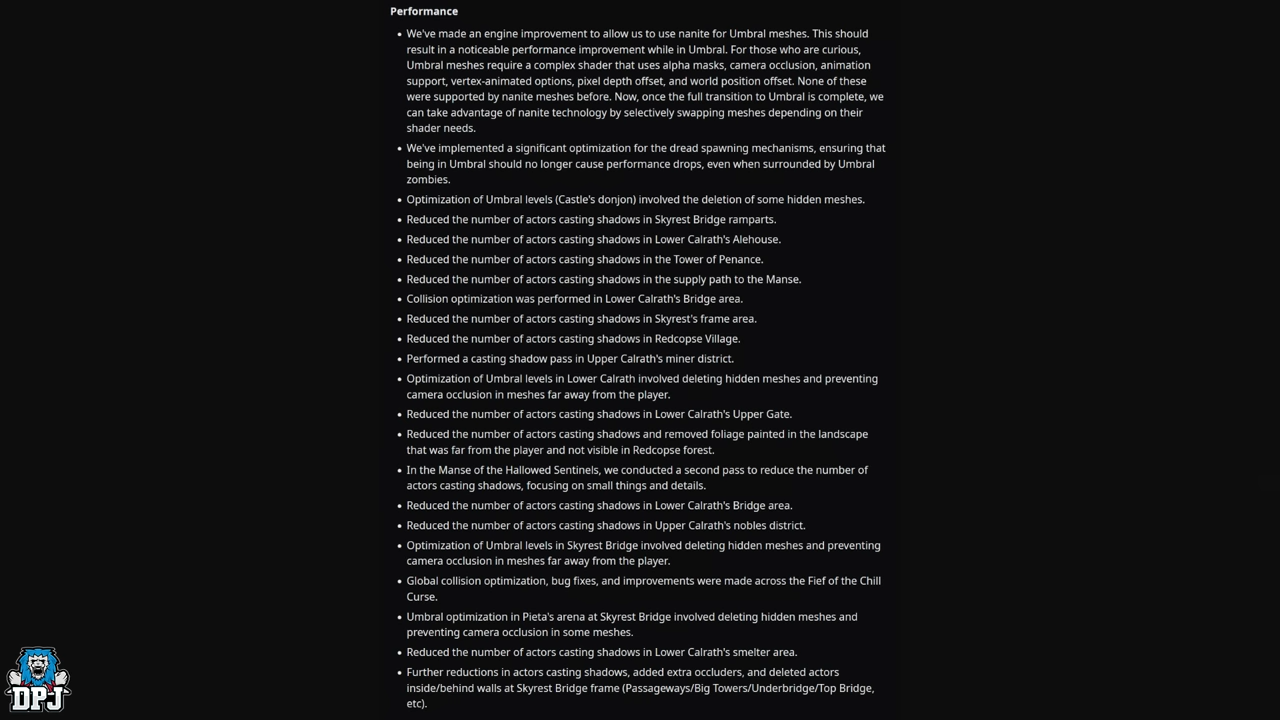 Performance
• We've made an engine improvement to allow us to use nanite for Umbral meshes. This should
result in a noticeable performance improvement while in Umbral. For those who are curious,
Umbral meshes require a complex shader that uses alpha masks, camera occlusion, animation
support, vertex-animated options, pixel depth offset, and world position offset. None of these
were supported by nanite meshes before. Now, once the full transition to Umbral is complete, we
can take advantage of nanite technology by selectively swapping meshes depending on their
shader needs.
• We've implemented a significant optimization for the dread spawning mechanisms, ensuring that
being in Umbral should no longer cause performance drops, even when surrounded by Umbral
zombies.
• Optimization of Umbral levels (Castle's donjon) involved the deletion of some hidden meshes.
• Reduced the number of actors casting shadows in Skyrest Bridge ramparts.
• Reduced the number of actors casting shadows in Lower Calrath's Alehouse.
• Reduced the number of actors casting shadows in the Tower of Penance.
• Reduced the number of actors casting shadows in the supply path to the Manse.
• Collision optimization was performed in Lower Calrath's Bridge area.
• Reduced the number of actors casting shadows in Skyrest's frame area.
• Reduced the number of actors casting shadows in Redcopse Village.
• Performed a casting shadow pass in Upper Calrath's miner district.
• Optimization of Umbral levels in Lower Calrath involved deleting hidden meshes and preventing
camera occlusion in meshes far away from the player.
• Reduced the number of actors casting shadows in Lower Calrath's Upper Gate.
• Reduced the number of actors casting shadows and removed foliage painted in the landscape
that was far from the player and not visible in Redcopse forest.
• In the Manse of the Hallowed Sentinels, we conducted a second pass to reduce the number of
actors casting shadows, focusing on small things and details.
• Reduced the number of actors casting shadows in Lower Calrath's Bridge area.
• Reduced the number of actors casting shadows in Upper Calrath's nobles district.
• Optimization of Umbral levels in Skyrest Bridge involved deleting hidden meshes and preventing
camera occlusion in meshes far away from the player.
• Global collision optimization, bug fixes, and improvements were made across the Fief of the Chill
Curse.
• Umbral optimization in Pieta's arena at Skyrest Bridge involved deleting hidden meshes and
preventing camera occlusion in some meshes.
• Reduced the number of actors casting shadows in Lower Calrath's smelter area.
• Further reductions in actors casting shadows, added extra occluders, and deleted actors
inside/behind walls at Skyrest Bridge frame (Passageways/Big Towers/Underbridge/Top Bridge,
etc).
DPJ